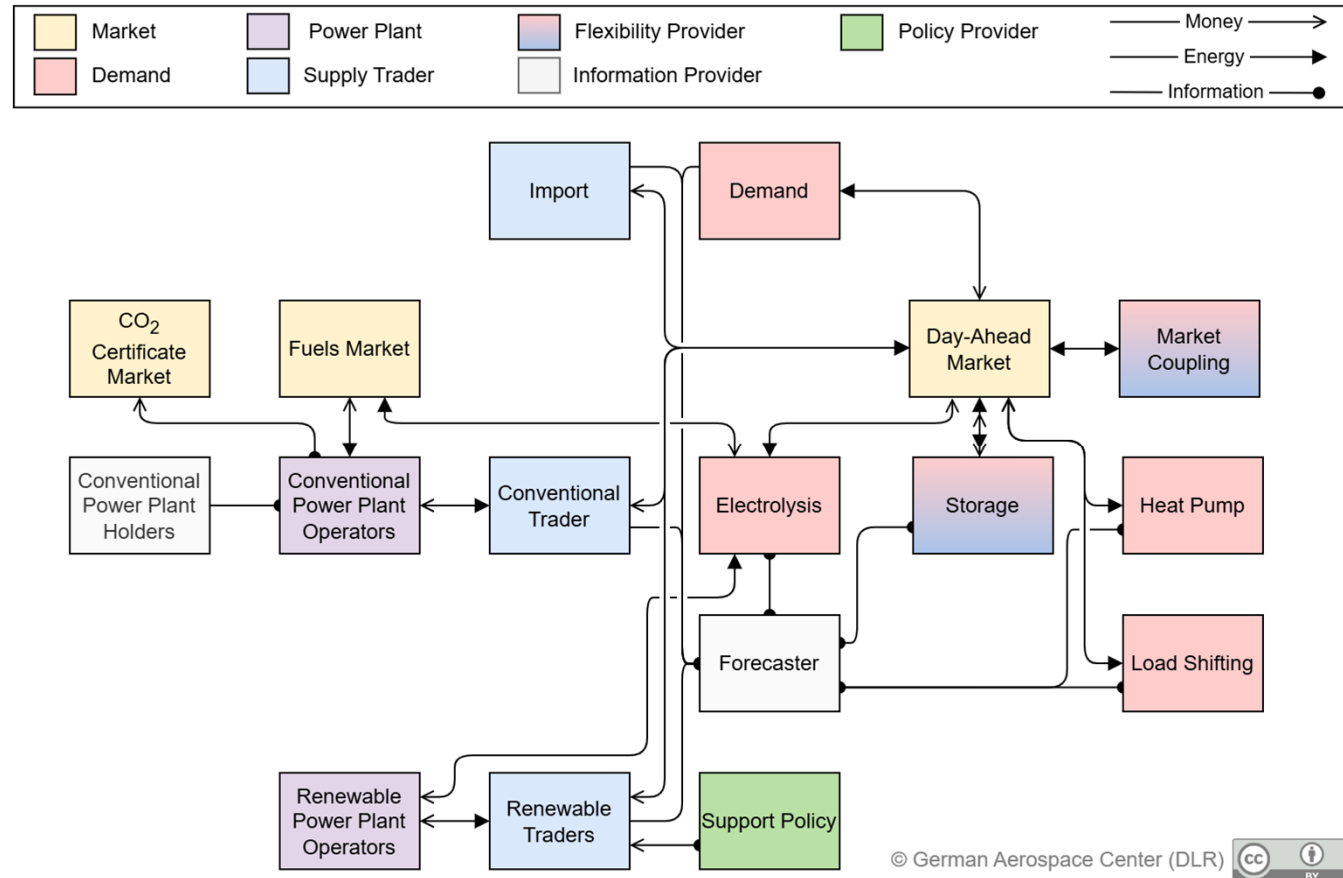 Market
Power Plant
Flexibility Provider
Policy Provider
Money
Demand
Supply Trader
Information Provider
Energy
Information
Import
Demand
CO2
Certificate
Market
Fuels Market
Day-Ahead
Market
Market
Coupling
Conventional
Power Plant
Holders
Conventional
Power Plant
Operators
Conventional
Trader
Electrolysis
Storage
Heat Pump
Forecaster
Load Shifting
Renewable
Power Plant
Operators
Renewable
Traders
Support Policy
© German Aerospace Center (DLR)
cc
BY